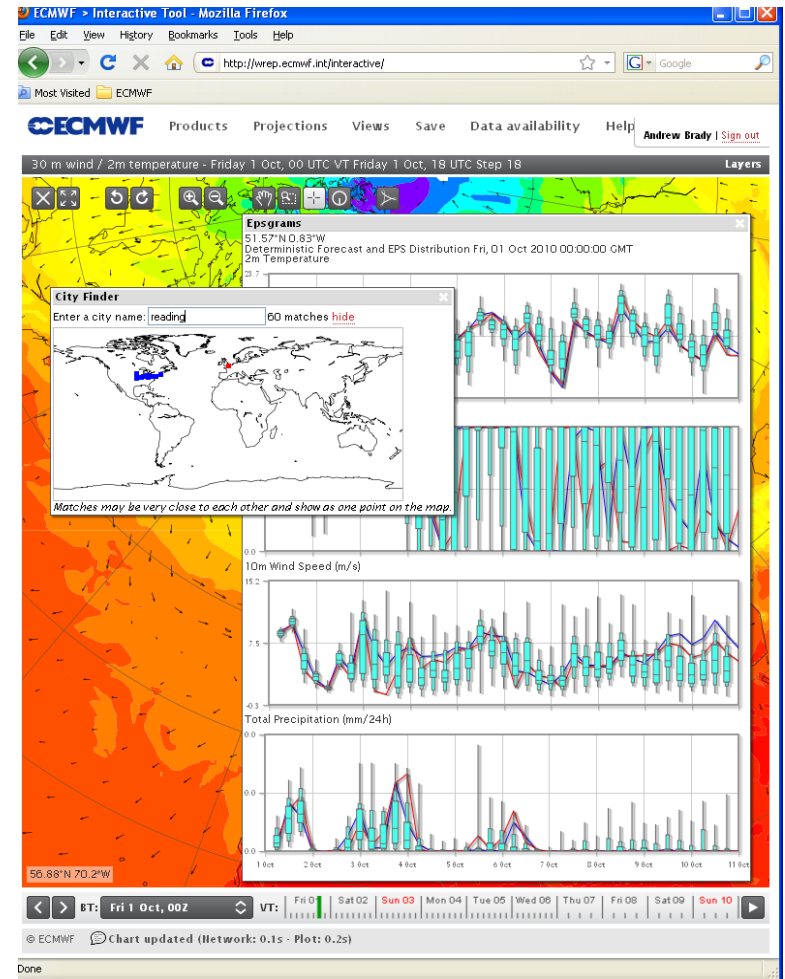 ECMWF > Interactive Tool - Mozilla Firefox
File Edit View History Bookmarks Tools Help
http://wrep.ecmwf.int/interactive/
Google
Most Visited ECMWF
ECMWF Products Projections Views Save Data availability Help
Andrew Brady | Sign out
30 m wind / 2m temperature - Friday 1 Oct, 00 UTC VT Friday 1 Oct, 18 UTC Step 18 Layers
Epsgrams
51.57°N 0.83°W
Deterministic Forecast and EPS Distribution Fri, 01 Oct 2010 00:00:00 GMT
2m Temperature
City Finder
Enter a city name: reading 60 matches hide
Matches may be very close to each other and show as one point on the map.
0.0
10m Wind Speed (m/s)
15.2
7.5
-0.3
Total Precipitation (mm/24h)
0.0
0.0
0.0
1 Oct 2 Oct 3 Oct 4 Oct 5 Oct 6 Oct 7 Oct 8 Oct 9 Oct 10 Oct 11 Oct
56.88°N 70.2°W
BT: Fri 1 Oct, 00Z VT: Fri 01 Sat 02 Sun 03 Mon 04 Tue 05 Wed 06 Thu 07 Fri 08 Sat 09 Sun 10
© ECMWF Chart updated (Network: 0.1s - Plot: 0.2s)
Done